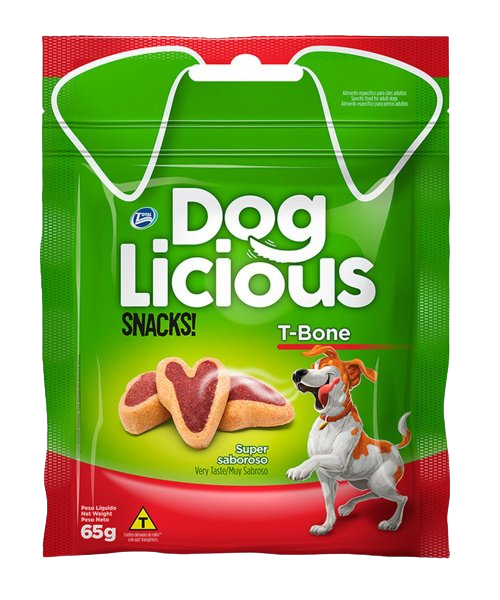 Alimento específico para cães adultos
Specific food for adult dogs
Alimento específico para perros adultos
TOTAL
Dog
Licious
SNACKS!
T-Bone
Super
saboroso
Very Taste/Muy Sabroso
Peso Líquido
Net Weight
Peso Neto
65g
T